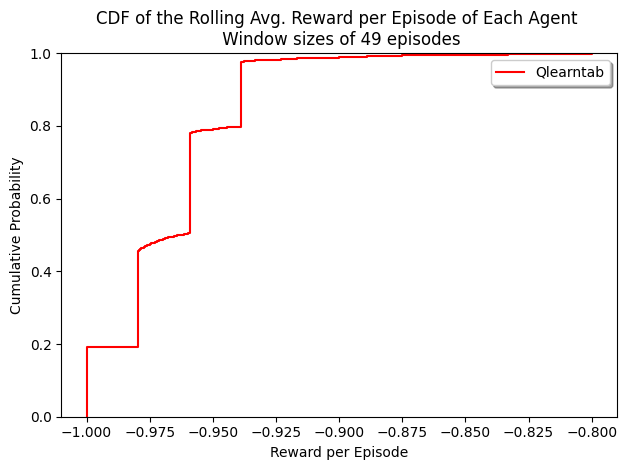 CDF of the Rolling Avg. Reward per Episode of Each Agent
Window sizes of 49 episodes
Qlearntab
Cumulative Probability
1.0
0.8
0.6
0.4
0.2
0.0
−1.000 −0.975 −0.950 −0.925 −0.900 −0.875 −0.850 −0.825 −0.800
Reward per Episode